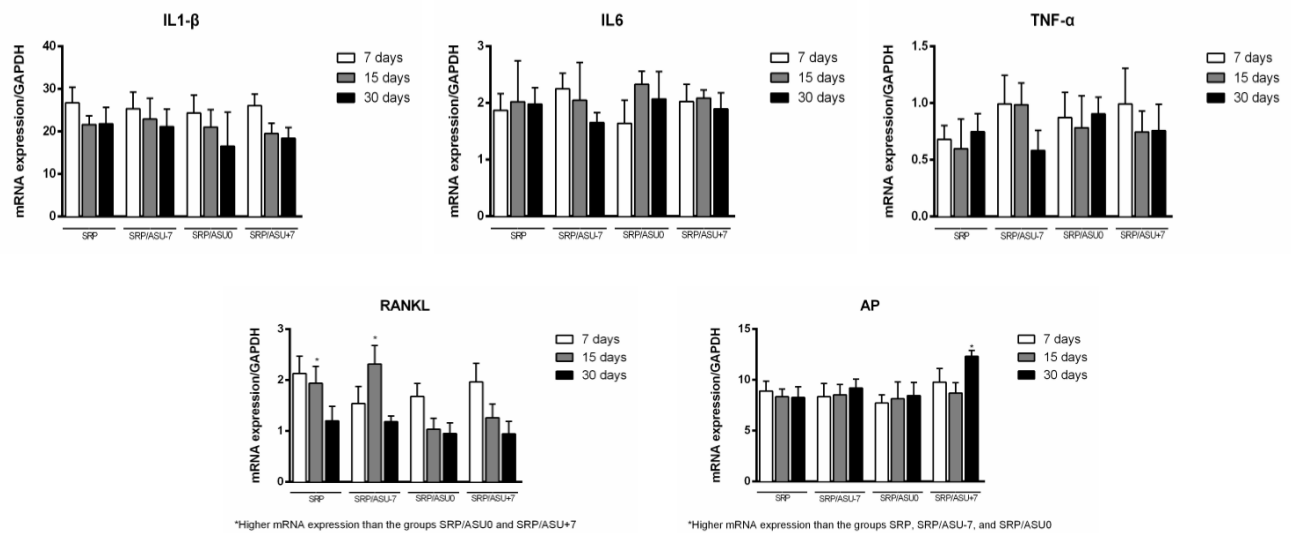 IL1-β
mRNA expression/GAPDH
40
30
20
10
0
SRP
SRP/ASU-7
SRP/ASU0
SRP/ASU+7
7 days
15 days
30 days
IL6
mRNA expression/GAPDH
3
2
1
0
SRP
SRP/ASU-7
SRP/ASU0
SRP/ASU+7
7 days
15 days
30 days
TNF-α
mRNA expression/GAPDH
1.5
1.0
0.5
0.0
SRP
SRP/ASU-7
SRP/ASU0
SRP/ASU+7
7 days
15 days
30 days
RANKL
mRNA expression/GAPDH
3
2
1
0
*
*
SRP
SRP/ASU-7
SRP/ASU0
SRP/ASU+7
7 days
15 days
30 days
*Higher mRNA expression than the groups SRP/ASU0 and SRP/ASU+7
AP
mRNA expression/GAPDH
15
10
5
0
*
SRP
SRP/ASU-7
SRP/ASU0
SRP/ASU+7
7 days
15 days
30 days
*Higher mRNA expression than the groups SRP, SRP/ASU-7, and SRP/ASU0